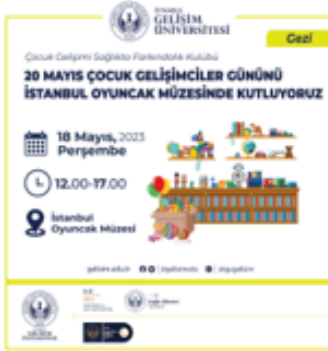 İSTANBUL
GELİŞİM
ÜNİVERSİTESİ
Gezi
Çocuk Gelişimi Sağlıkta Farkındalık Kulübü
20 MAYIS ÇOCUK GELİŞİMCİLER GÜNÜNÜ
İSTANBUL OYUNCAK MÜZESİNDE KUTLUYORUZ
18 Mayıs, 2023
Perşembe
12.00-17.00
İstanbul
Oyuncak Müzesi
gelisim.edu.tr